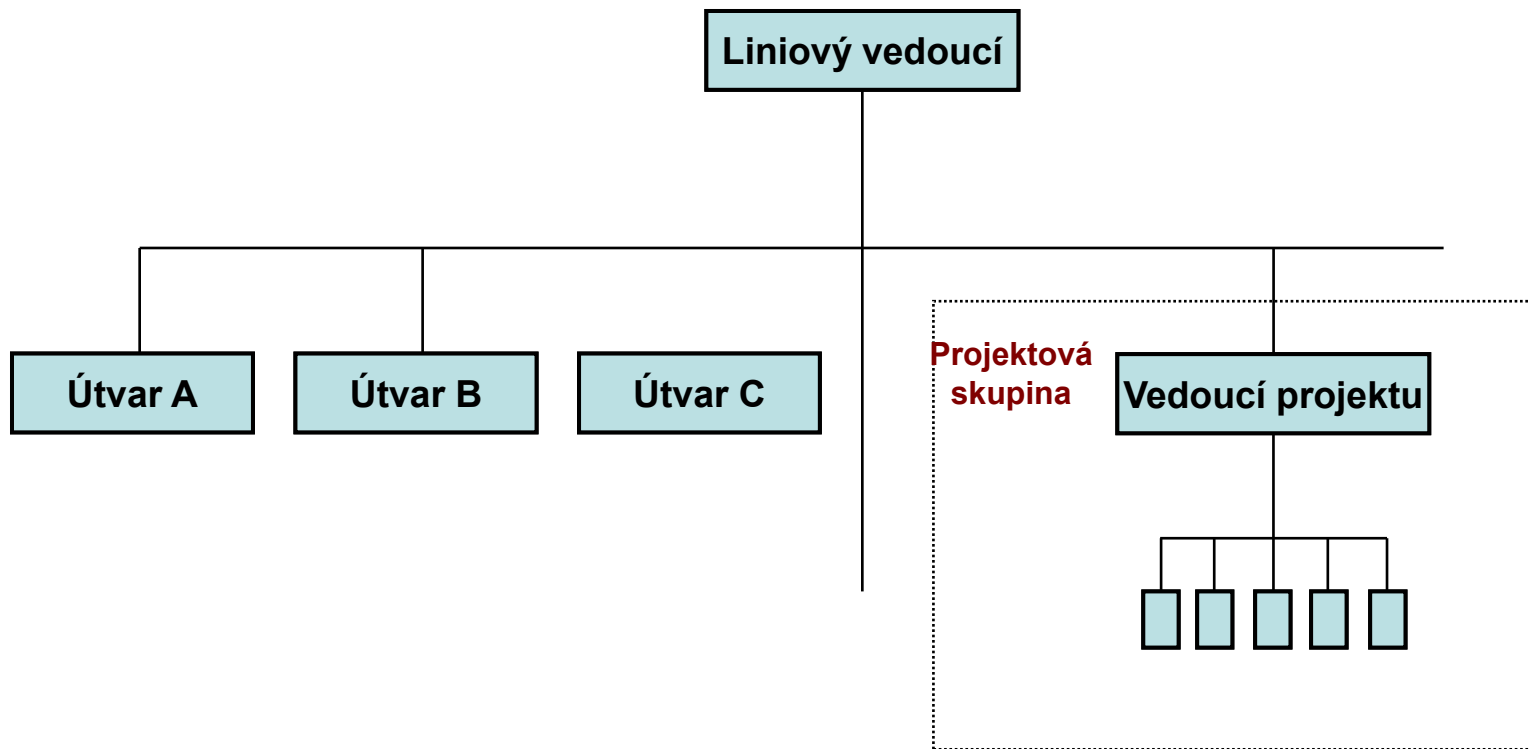 Liniový vedoucí
Útvar A
Útvar B
Útvar C
Projektová
skupina
Vedoucí projektu